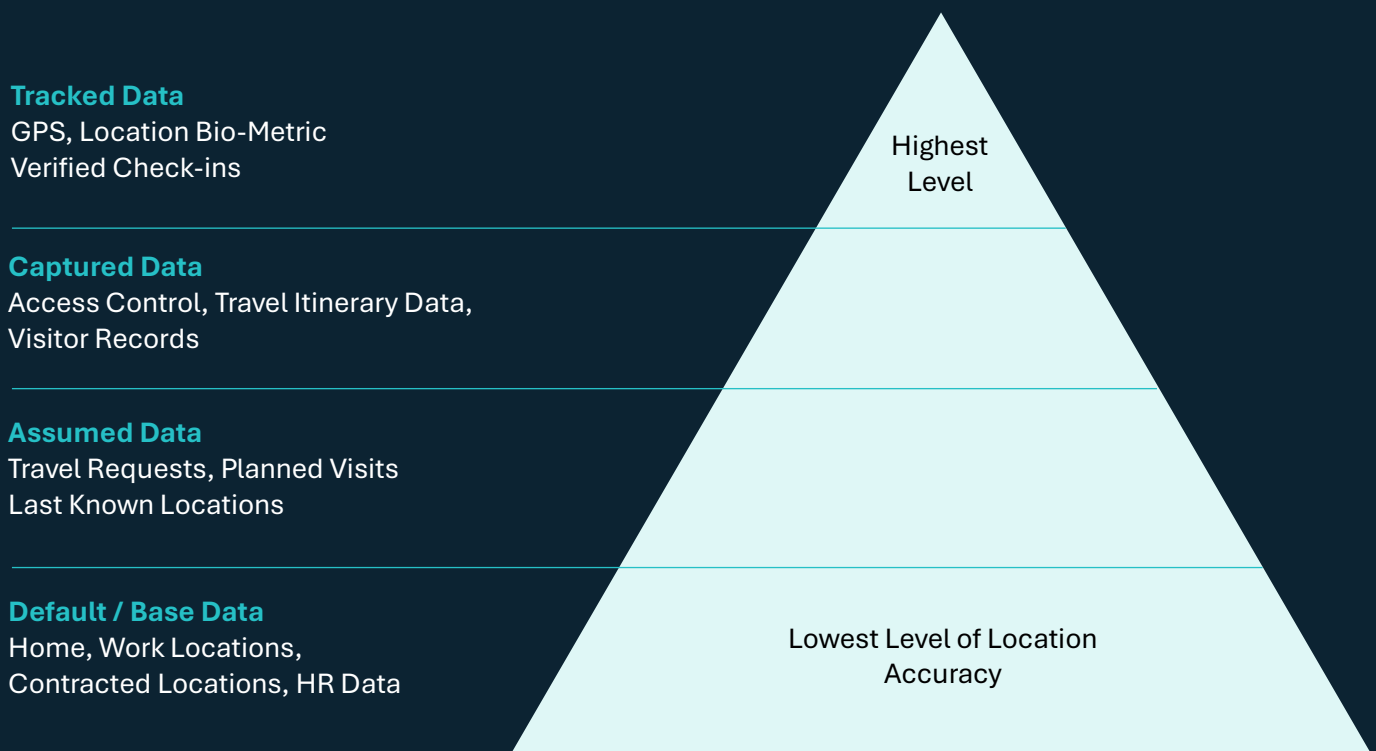 Tracked Data
GPS, Location Bio-Metric
Verified Check-ins
Highest
Level
Captured Data
Access Control, Travel Itinerary Data,
Visitor Records
Assumed Data
Travel Requests, Planned Visits
Last Known Locations
Default / Base Data
Home, Work Locations,
Contracted Locations, HR Data
Lowest Level of Location
Accuracy